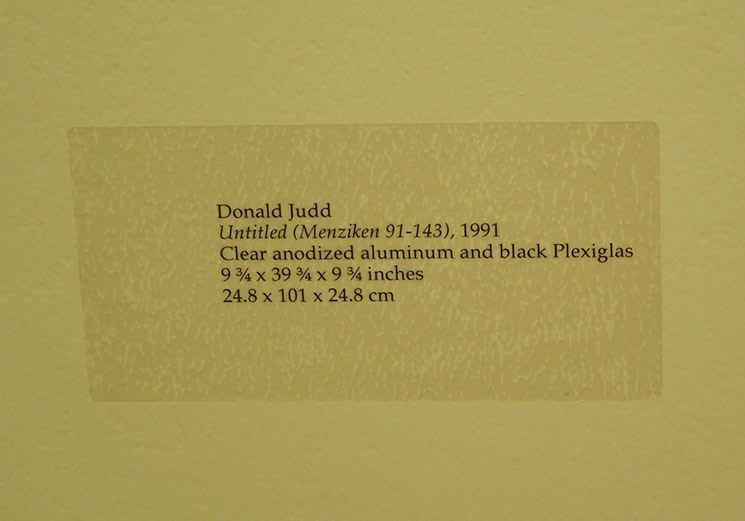 Donald Judd
Untitled (Menziken 91-143), 1991
Clear anodized aluminum and black Plexiglas
9 ¾ x 39 ¾ x 9 ¾ inches
24.8 x 101 x 24.8 cm